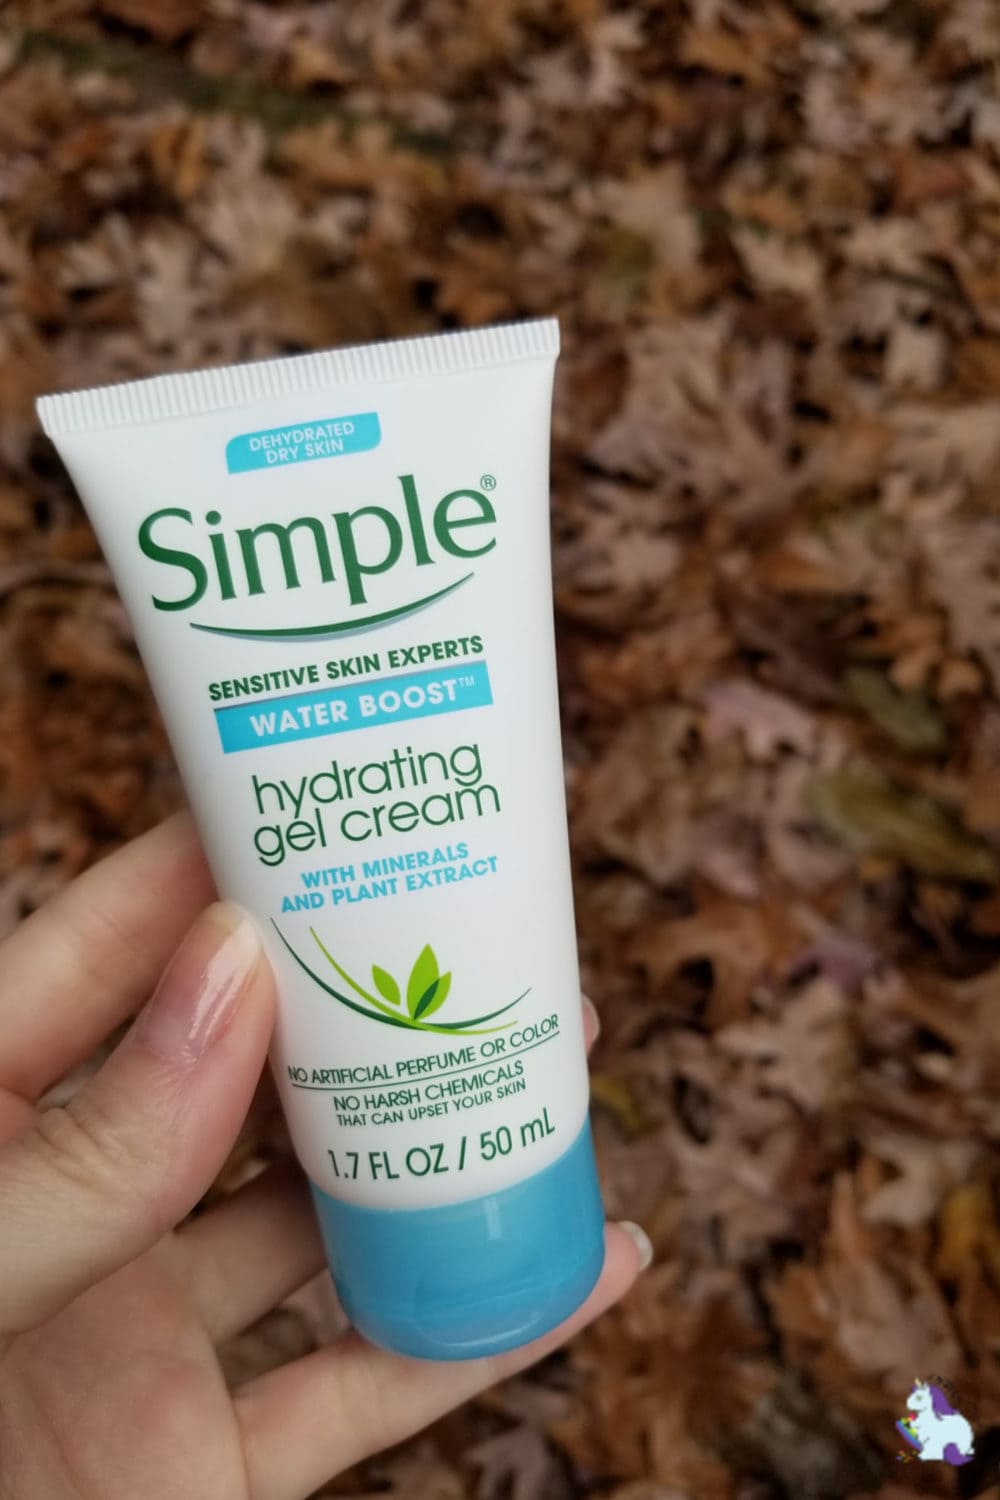 DEHYDRATED
DRY SKIN
Simple®
SENSITIVE SKIN EXPERTS
WATER BOOST™
hydrating
gel cream
WITH MINERALS
AND PLANT EXTRACT
NO ARTIFICIAL PERFUME OR COLOR
NO HARSH CHEMICALS
THAT CAN UPSET YOUR SKIN
1.7 FL OZ / 50 mL